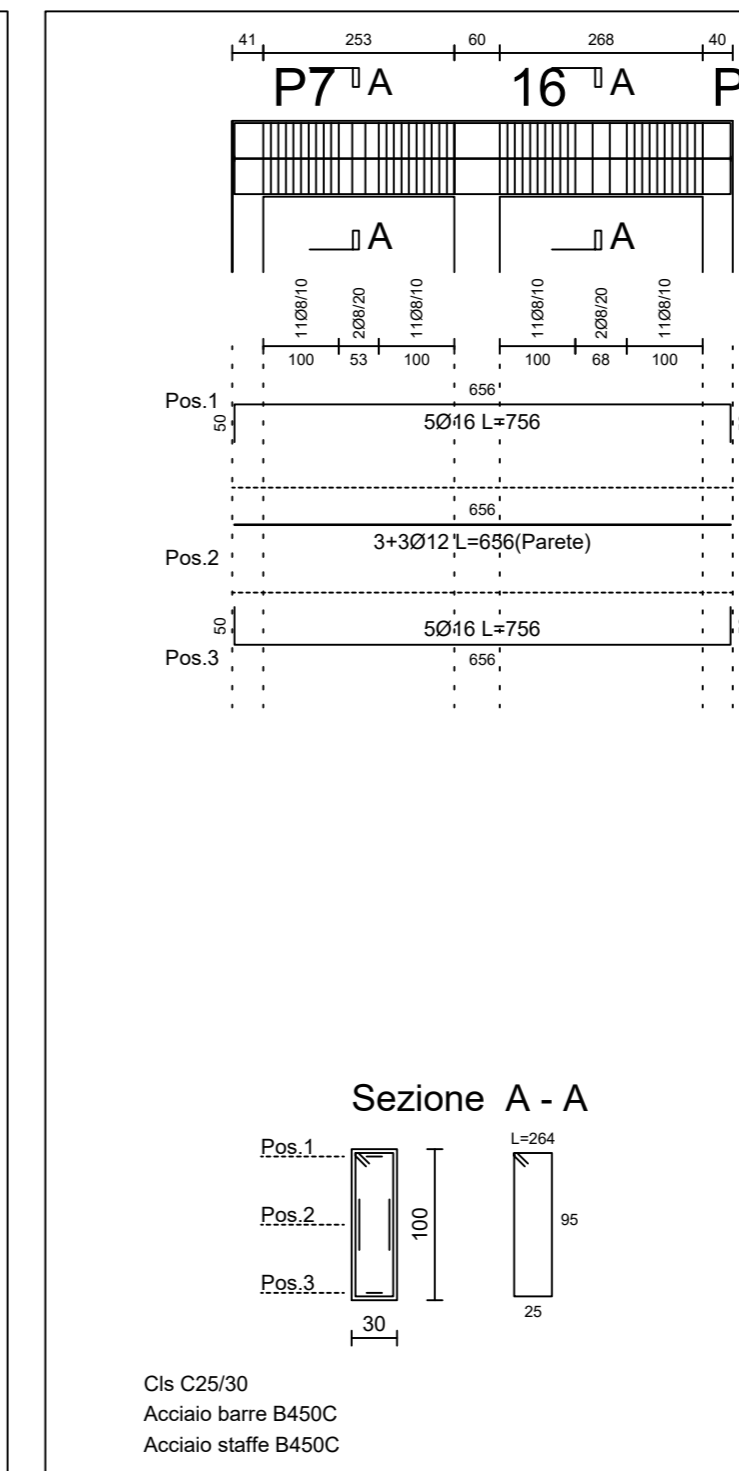 41 253 60 268 40
P7 A 16 A P
A A
11Ø8/10 2Ø8/20 11Ø8/10 11Ø8/10 2Ø8/20 11Ø8/10
100 53 100 100 68 100
656
Pos.1
50
5Ø16 L=756
656
3+3Ø12 L=656(Parete)
Pos.2
50
5Ø16 L=756
Pos.3
656
Sezione A - A
Pos.1
L=264
Pos.2
100
95
Pos.3
25
30
Cls C25/30
Acciaio barre B450C
Acciaio staffe B450C